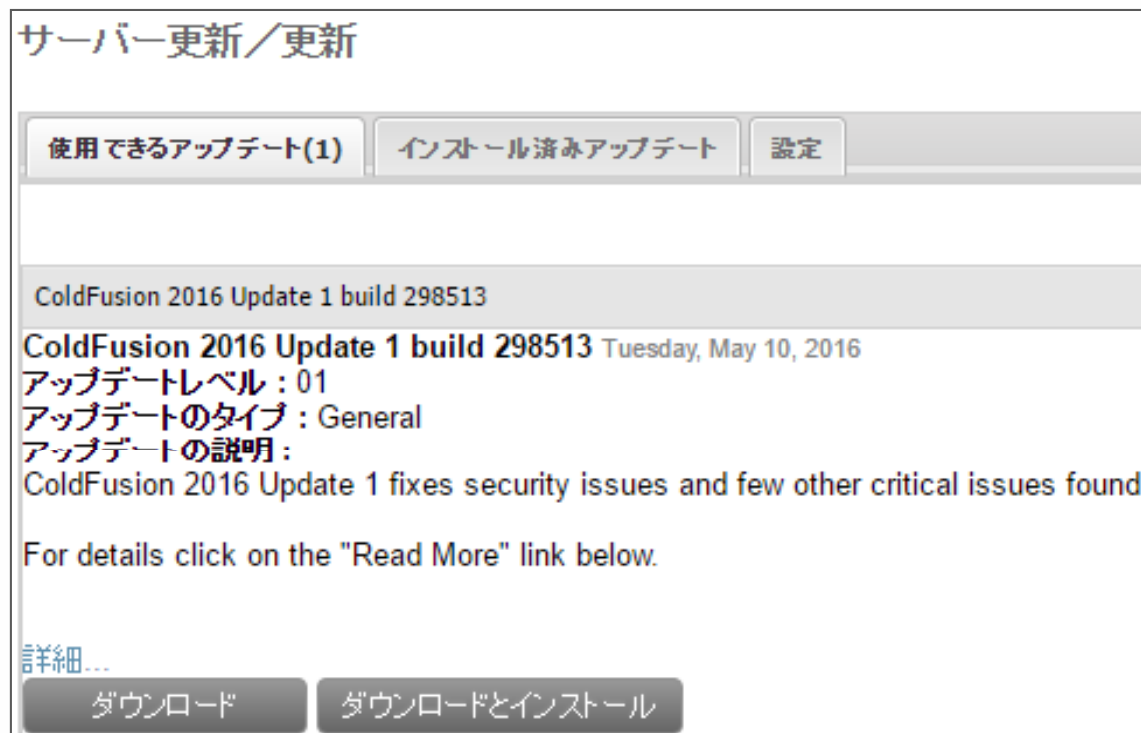 サーバー更新／更新
使用できるアップデート(1) インストール済みアップデート 設定
ColdFusion 2016 Update 1 build 298513
ColdFusion 2016 Update 1 build 298513 Tuesday, May 10, 2016
アップデートレベル : 01
アップデートのタイプ : General
アップデートの説明 :
ColdFusion 2016 Update 1 fixes security issues and few other critical issues found
For details click on the "Read More" link below.
詳細...
ダウンロード ダウンロードとインストール